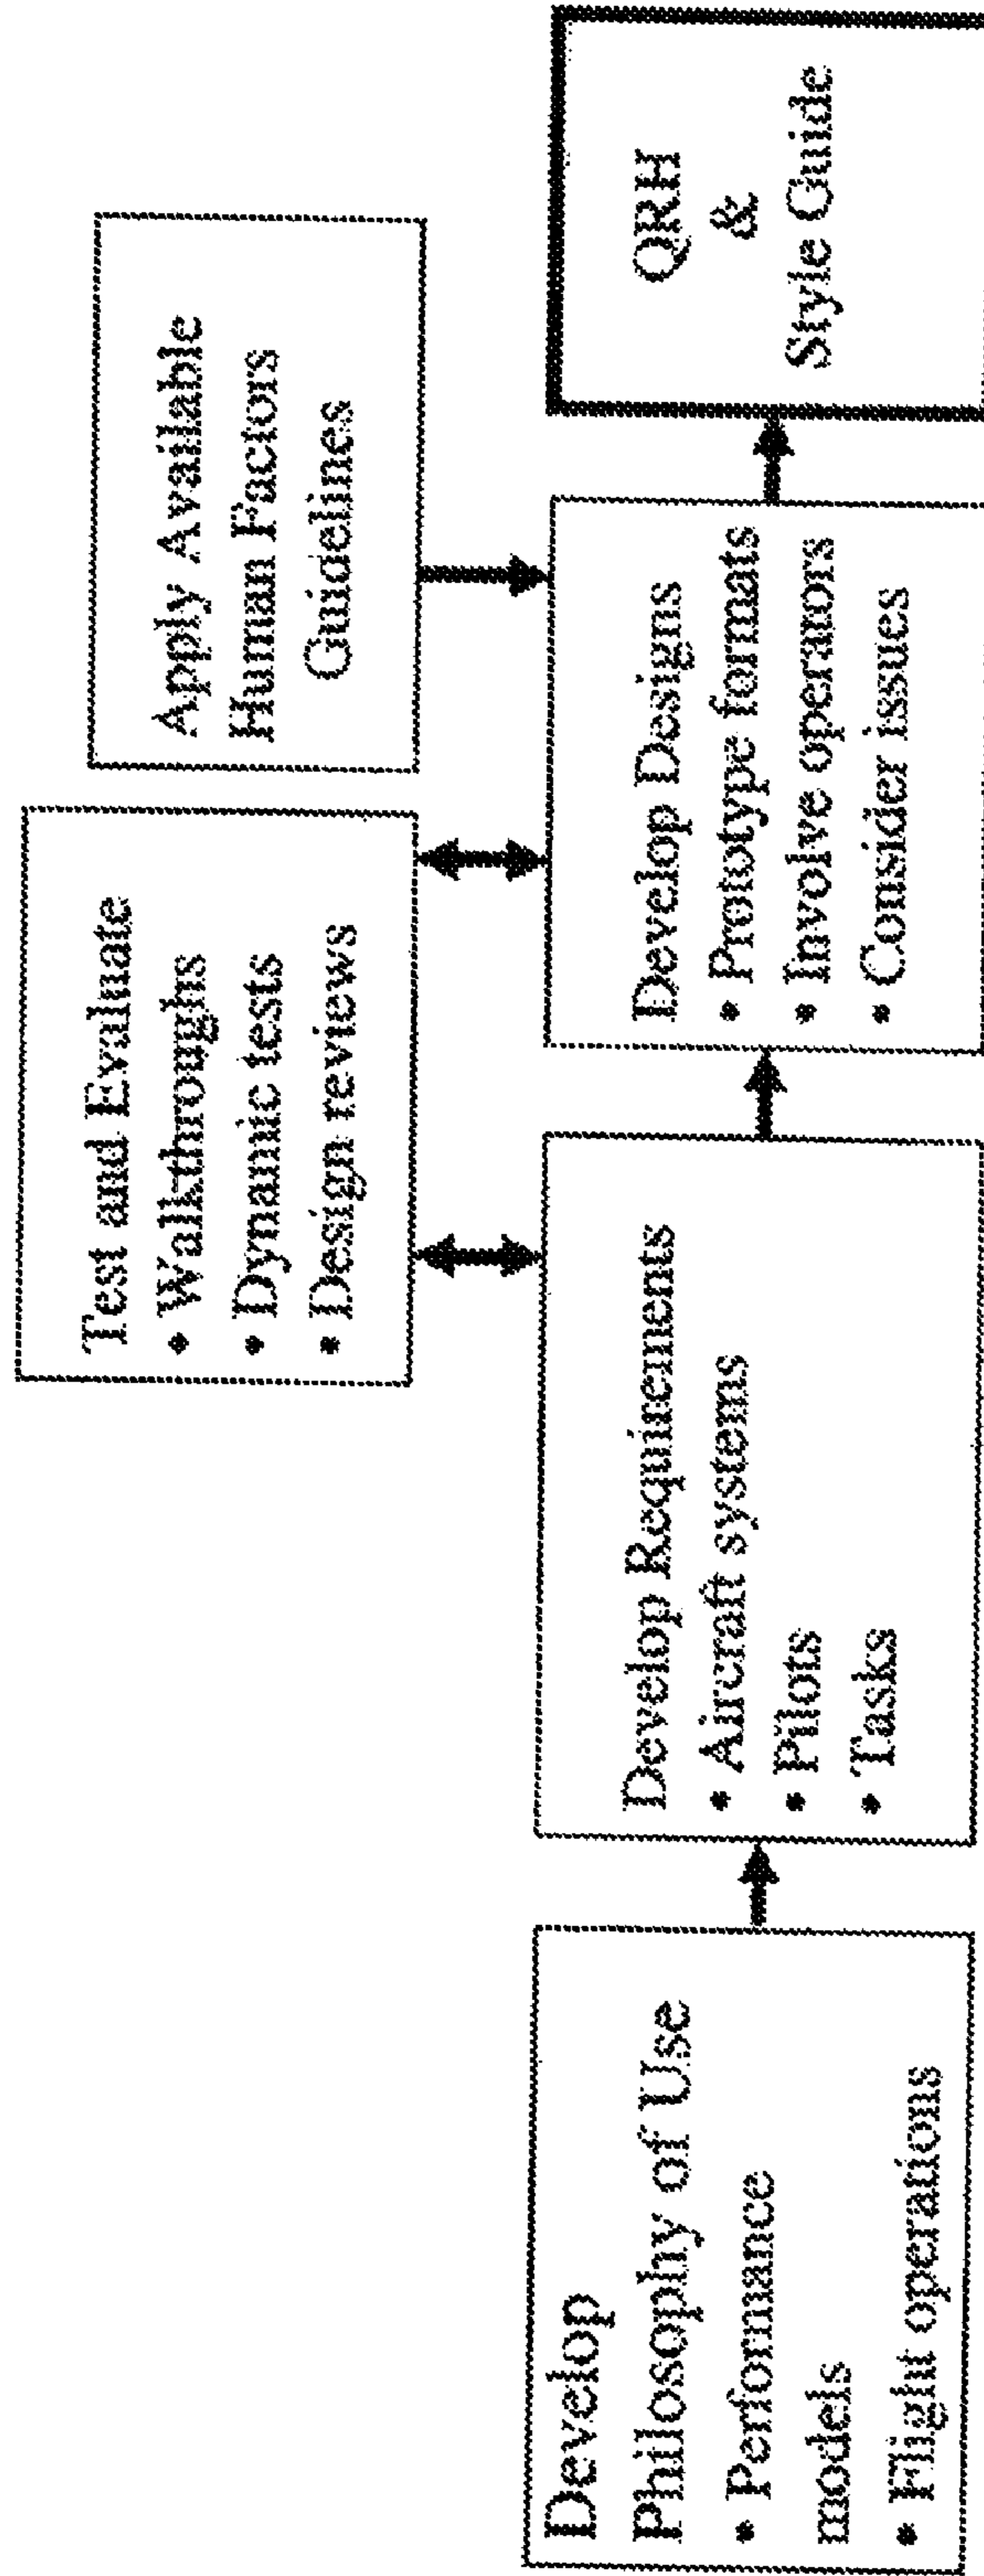 Develop
Philosophy of Use
• Performance
models
• Flight operations
Develop Requirements
• Aircraft systems
• Pilots
• Tasks
Test and Evaluate
• Walkthroughs
• Dynamic tests
• Design reviews
Develop Designs
• Prototype formats
• Involve operators
• Consider issues
Apply Available
Human Factors
Guidelines
QRH
&
Style Guide